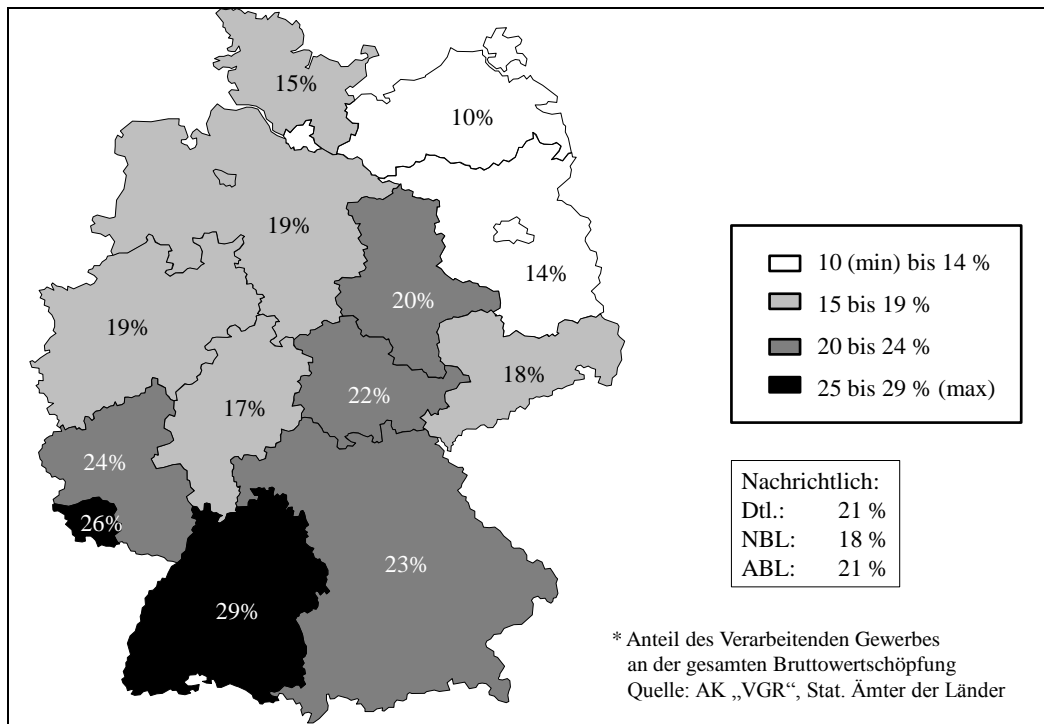 15%
10%
19%
14%
20%
19%
18%
22%
17%
24%
26%
23%
29%
10 (min) bis 14 %
15 bis 19 %
20 bis 24 %
25 bis 29 % (max)
Nachrichtlich:
Dtl.: 21 %
NBL: 18 %
ABL: 21 %
* Anteil des Verarbeitenden Gewerbes
an der gesamten Bruttowertschöpfung
Quelle: AK „VGR“, Stat. Ämter der Länder